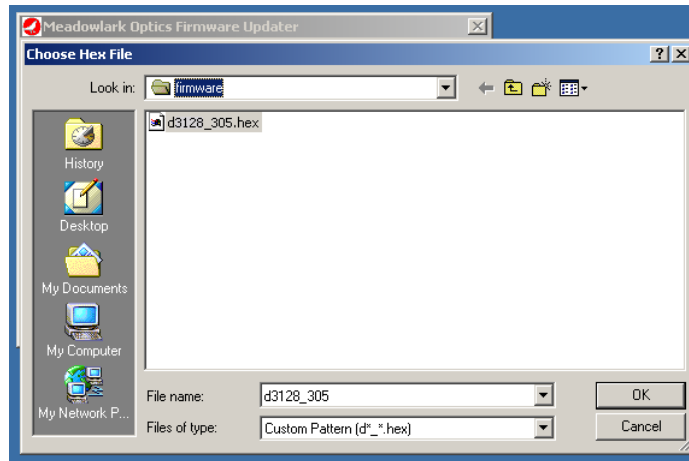 Meadowlark Optics Firmware Updater
Choose Hex File
Look in: firmware
d3128_305.hex
History
Desktop
My Documents
My Computer
My Network P...
File name: d3128_305 OK
Files of type: Custom Pattern (d*_*.hex) Cancel